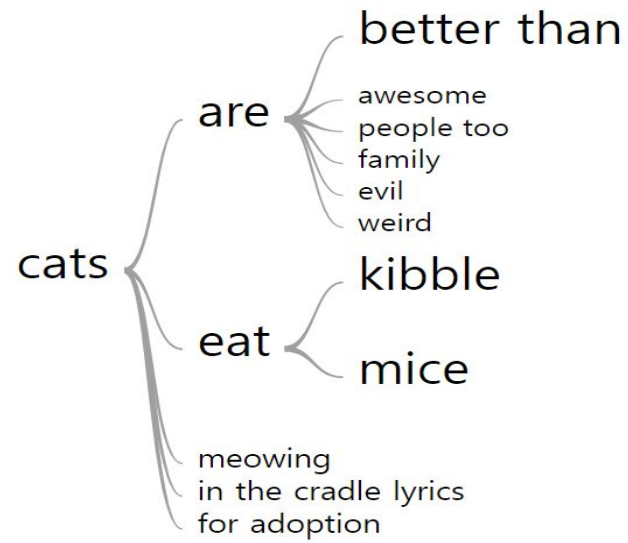 better than
are
awesome
people too
family
evil
weird
cats
kibble
eat
mice
meowing
in the cradle lyrics
for adoption